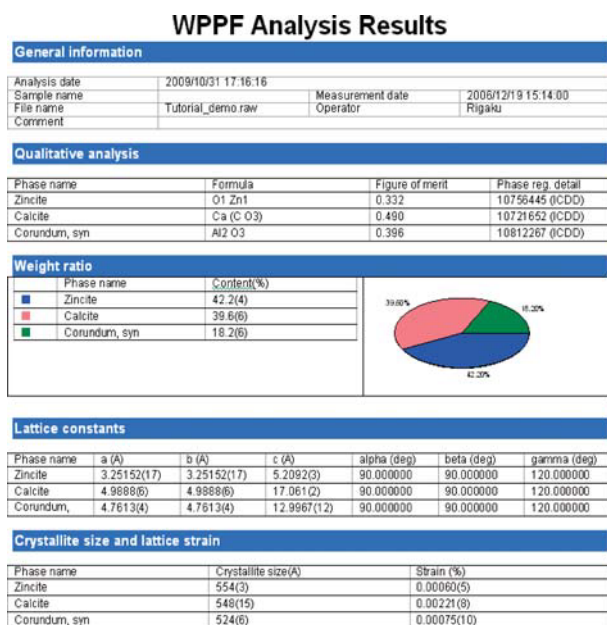 WPPF Analysis Results
General information
Analysis date 2009/10/31 17:16:16
Sample name Measurement date 2006/12/19 15:14:00
File name Tutorial_demo.raw Operator Rigaku
Comment
Qualitative analysis
Phase name Formula Figure of merit Phase reg. detail
Zincite O1 Zn1 0.332 10756445 (ICDD)
Calcite Ca (C O3) 0.490 10721652 (ICDD)
Corundum, syn Al2 O3 0.396 10812267 (ICDD)
Weight ratio
Phase name Content(%)
Zincite 42.2(4)
Calcite 39.6(6)
Corundum, syn 18.2(6)
39.60%
18.20%
42.20%
Lattice constants
Phase name a (A) b (A) c (A) alpha (deg) beta (deg) gamma (deg)
Zincite 3.25152(17) 3.25152(17) 5.2092(3) 90.000000 90.000000 120.000000
Calcite 4.9888(6) 4.9888(6) 17.061(2) 90.000000 90.000000 120.000000
Corundum, 4.7613(4) 4.7613(4) 12.9967(12) 90.000000 90.000000 120.000000
Crystallite size and lattice strain
Phase name Crystallite size(A) Strain (%)
Zincite 554(3) 0.00060(5)
Calcite 548(15) 0.00221(8)
Corundum, syn 524(6) 0.00075(10)